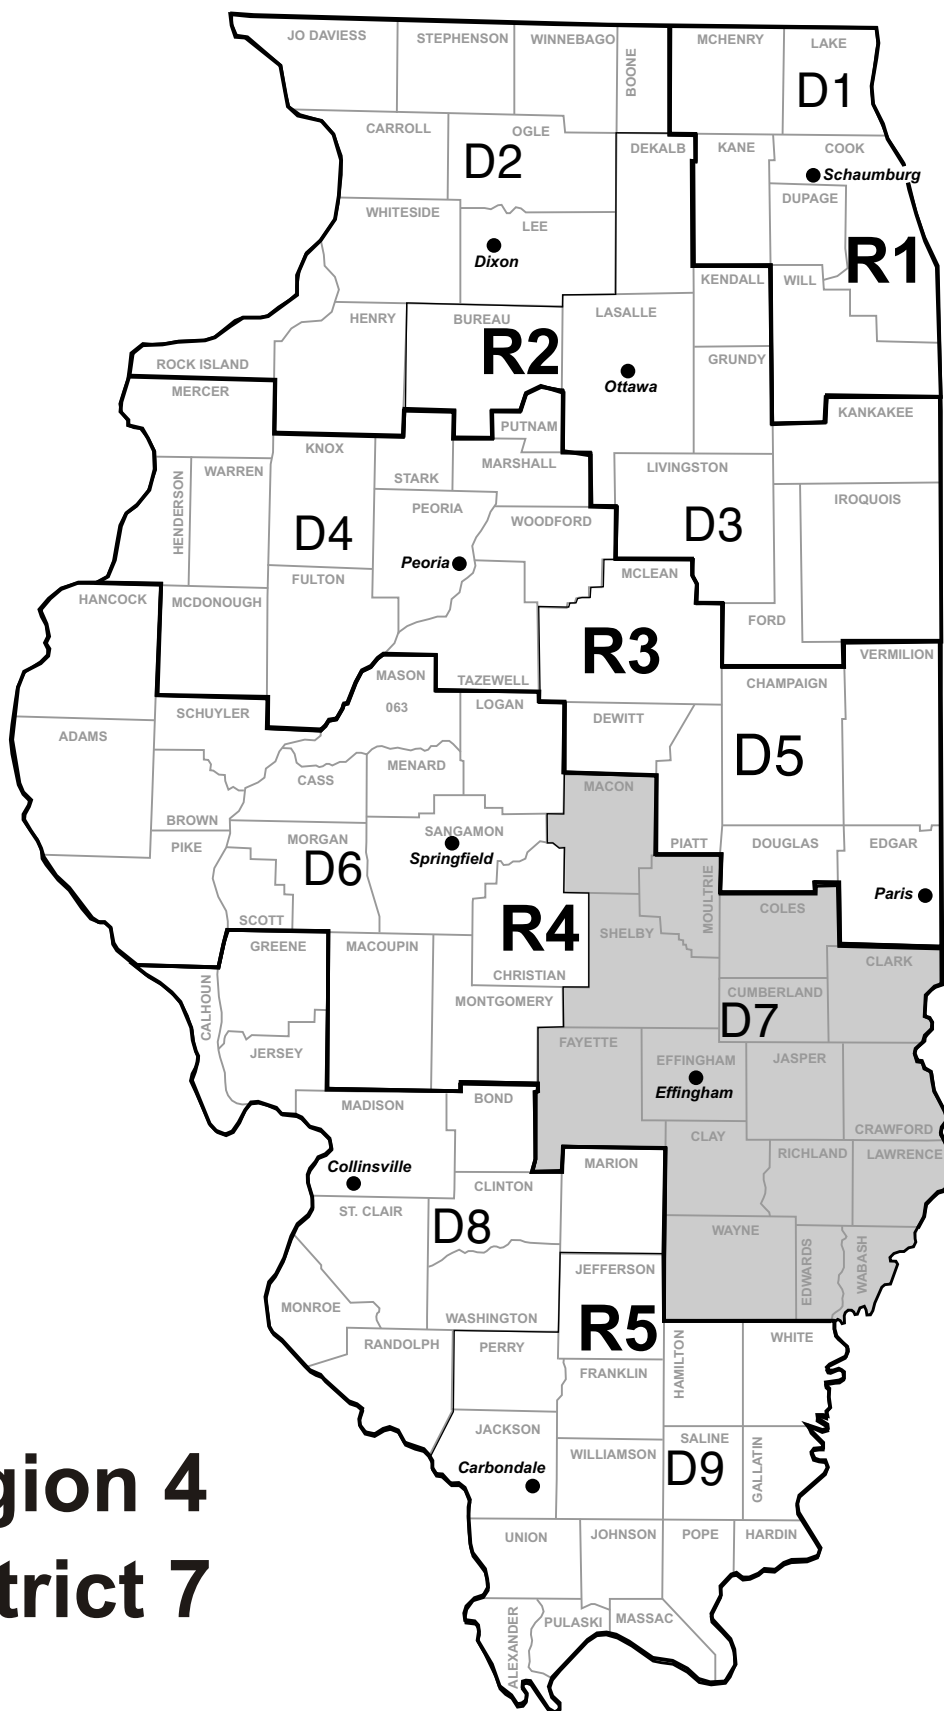 JO DAVIESS
STEPHENSON
WINNEBAGO
BOONE
MCHENRY
LAKE
D1
CARROLL
OGLE
D2
DEKALB
KANE
COOK
Schaumburg
DUPAGE
WHITESIDE
LEE
Dixon
R1
KENDALL
WILL
HENRY
BUREAU
R2
LASALLE
GRUNDY
Ottawa
ROCK ISLAND
MERCER
KANKAKEE
PUTNAM
KNOX
STARK
MARSHALL
LIVINGSTON
HENDERSON
WARREN
PEORIA
WOODFORD
IROQUOIS
D4
D3
Peoria
FULTON
MCLEAN
HANCOCK
MCDONOUGH
FORD
R3
VERMILION
MASON
063
TAZEWELL
LOGAN
CHAMPAIGN
SCHUYLER
DEWITT
ADAMS
D5
CASS
MENARD
MACON
BROWN
PIKE
MORGAN
SANGAMON
Springfield
PIATT
DOUGLAS
EDGAR
D6
Paris
SCOTT
MOULTRIE
COLES
GREENE
MACOUPIN
R4
SHELBY
CHRISTIAN
CLARK
CALHOUN
MONTGOMERY
CUMBERLAND
D7
JERSEY
FAYETTE
EFFINGHAM
Effingham
JASPER
MADISON
BOND
CLAY
CRAWFORD
Collinsville
MARION
RICHLAND
LAWRENCE
CLINTON
ST. CLAIR
D8
WAYNE
EDWARDS
WABASH
JEFFERSON
MONROE
WASHINGTON
R5
RANDOLPH
PERRY
HAMILTON
WHITE
FRANKLIN
JACKSON
WILLIAMSON
SALINE
GALLATIN
Carbondale
D9
gion 4
UNION
JOHNSON
POPE
HARDIN
trict 7
ALEXANDER
PULASKI
MASSAC